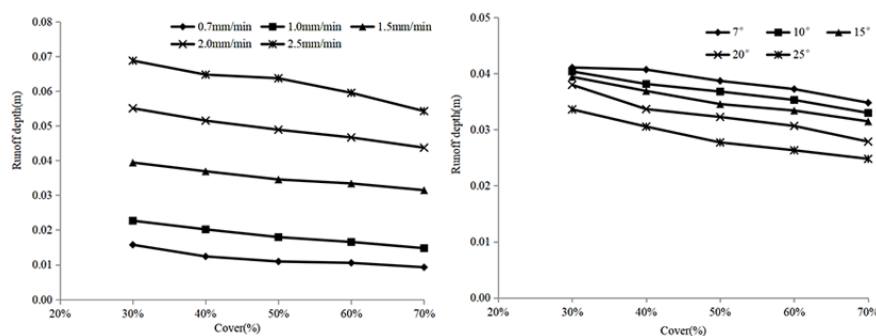 0.7mm/min 1.0mm/min 1.5mm/min
2.0mm/min 2.5mm/min
0.08
0.07
0.06
0.05
0.04
0.03
0.02
0.01
0.00
Runoff depth(m)
20% 30% 40% 50% 60% 70%
Cover(%)
7° 10° 15°
20° 25°
0.05
0.04
0.03
0.02
0.01
0.00
Runoff depth(m)
20% 30% 40% 50% 60% 70%
Cover(%)